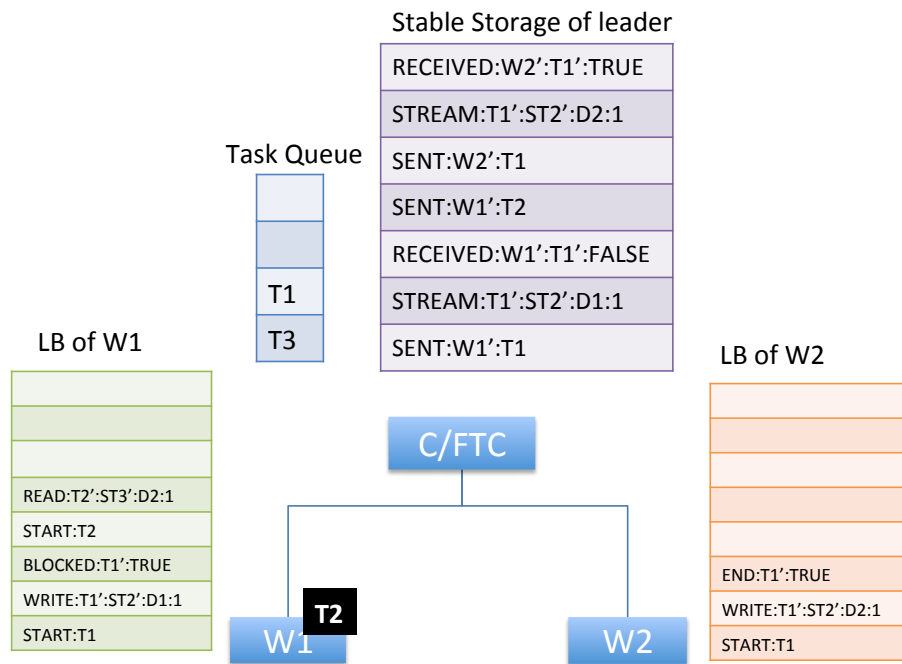 Stable Storage of leader
RECEIVED:W2’:T1’:TRUE
STREAM:T1’:ST2’:D2:1
SENT:W2’:T1
SENT:W1’:T2
RECEIVED:W1’:T1’:FALSE
STREAM:T1’:ST2’:D1:1
SENT:W1’:T1
Task Queue
T1
T3
LB of W1
READ:T2’:ST3’:D2:1
START:T2
BLOCKED:T1’:TRUE
WRITE:T1’:ST2’:D1:1
START:T1
C/FTC
T2
W1
W2
LB of W2
END:T1’:TRUE
WRITE:T1’:ST2’:D2:1
START:T1